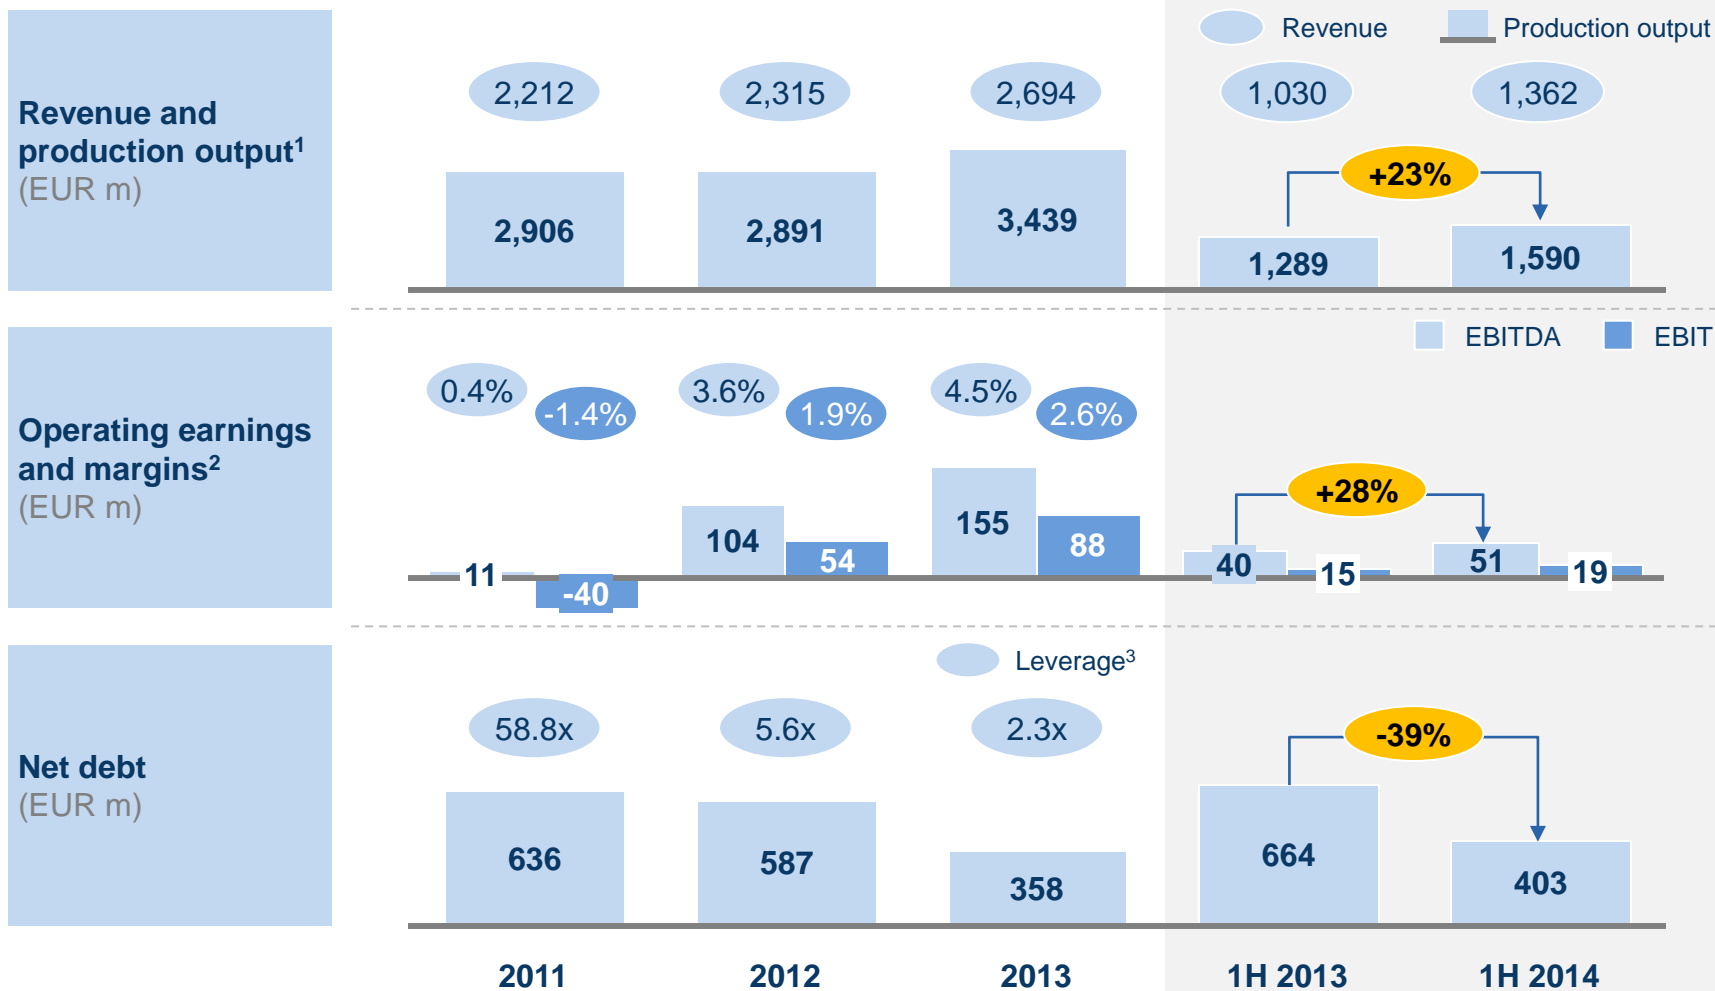 Revenue
Production output
Revenue and
production output¹
(EUR m)
2,212
2,315
2,694
1,030
1,362
+23%
2,906
2,891
3,439
1,289
1,590
EBITDA
EBIT
Operating earnings
and margins²
(EUR m)
0.4%
-1.4%
3.6%
1.9%
4.5%
2.6%
+28%
11
-40
104
54
155
88
40
15
51
19
Leverage³
Net debt
(EUR m)
58.8x
5.6x
2.3x
-39%
636
587
358
664
403
2011
2012
2013
1H 2013
1H 2014